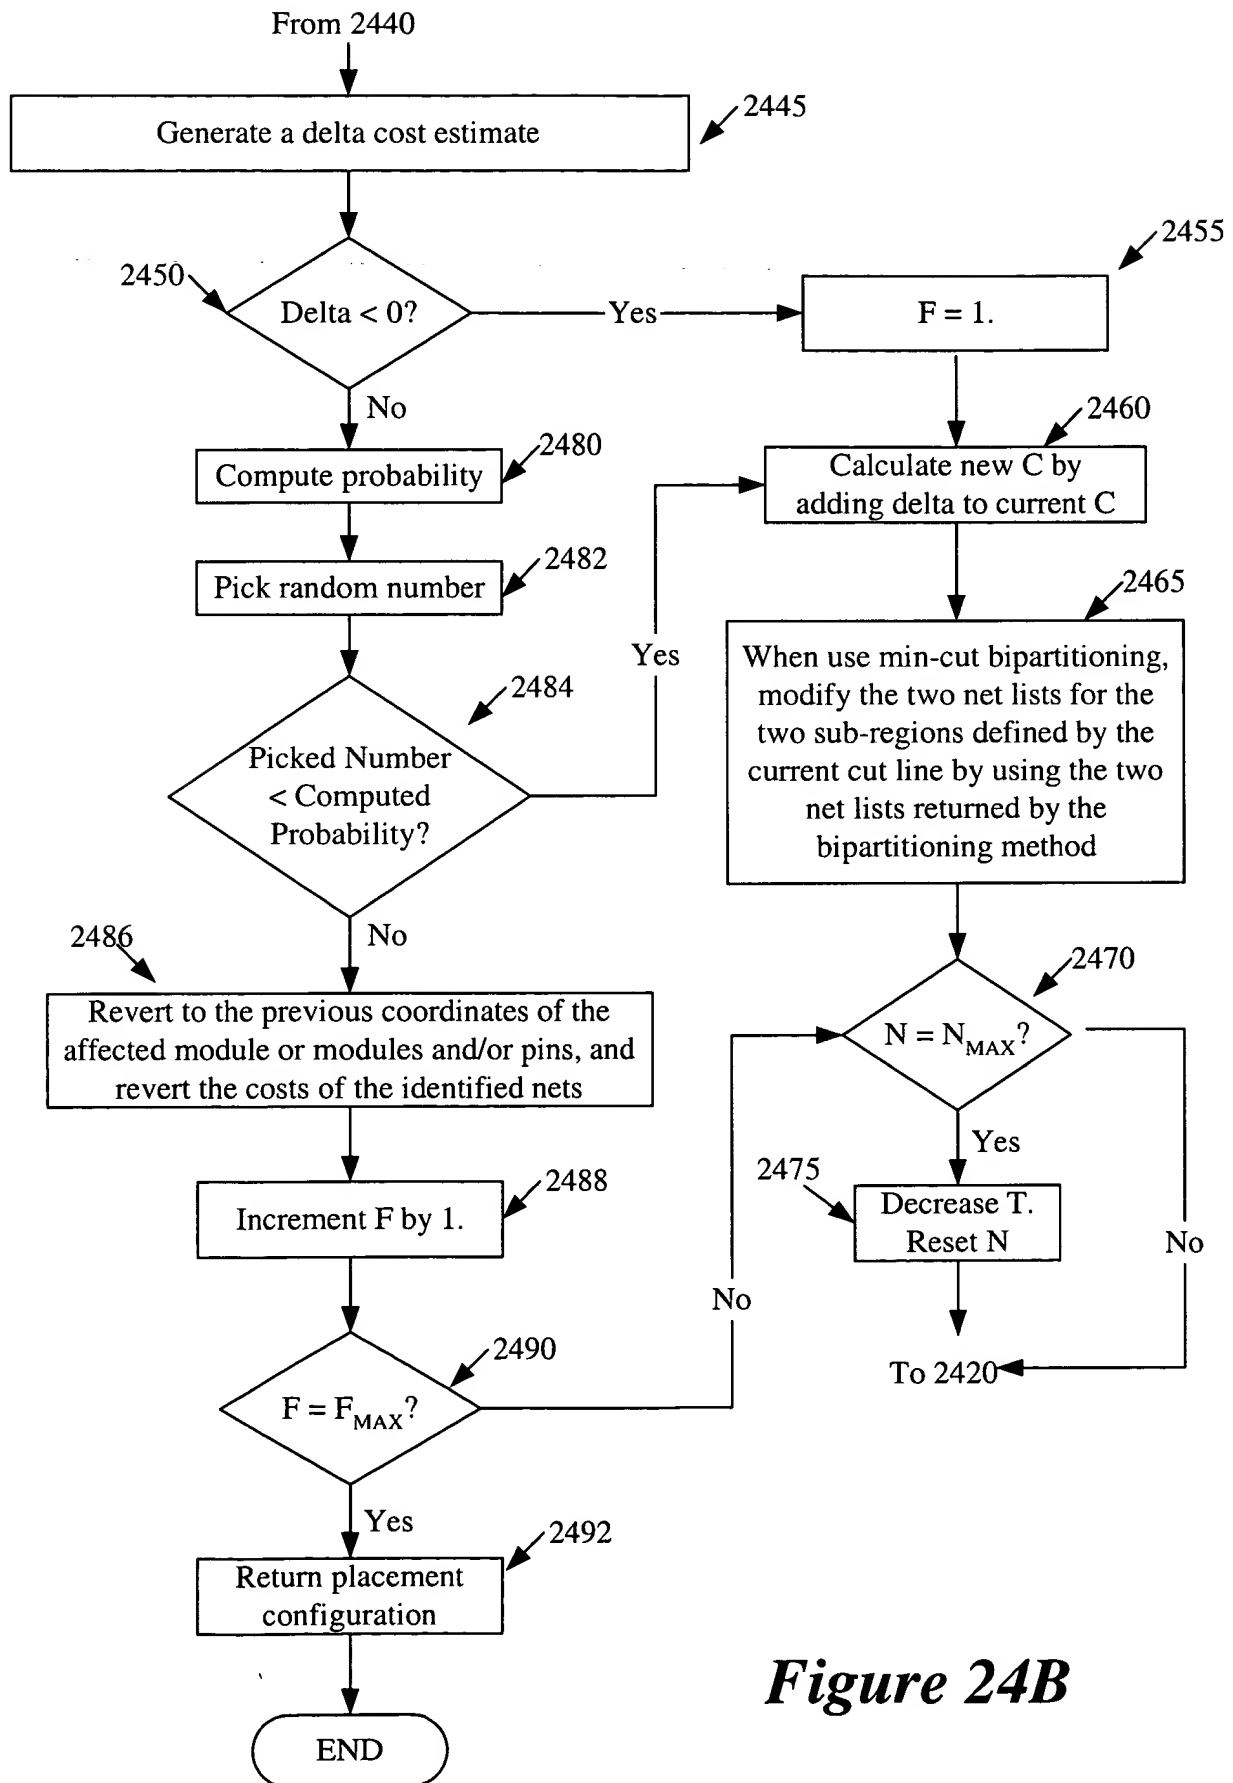 From 2440
2445
Generate a delta cost estimate
2455
2450
Delta < 0?
Yes
F = 1.
No
2460
2480
Compute probability
Calculate new C by
adding delta to current C
2482
Pick random number
2465
Yes
When use min-cut bipartitioning,
modify the two net lists for the
two sub-regions defined by the
current cut line by using the two
net lists returned by the
bipartitioning method
2484
Picked Number
< Computed
Probability?
No
2486
2470
Revert to the previous coordinates of the
affected module or modules and/or pins, and
revert the costs of the identified nets
N = NMAX?
Yes
2475
Decrease T.
Reset N
No
2488
Increment F by 1.
No
2490
To 2420
F = FMAX?
Yes
2492
Return placement
configuration
Figure 24B
END